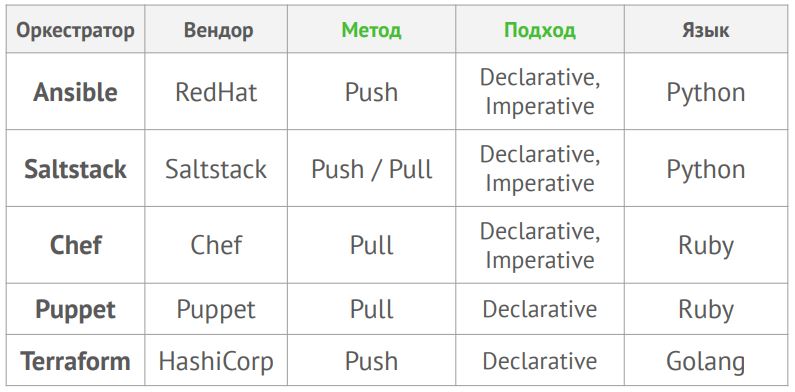 Оркестратор Вендор Метод Подход Язык
Ansible RedHat Push Declarative, Imperative Python
Saltstack Saltstack Push / Pull Declarative, Imperative Python
Chef Chef Pull Declarative, Imperative Ruby
Puppet Puppet Pull Declarative Ruby
Terraform HashiCorp Push Declarative Golang